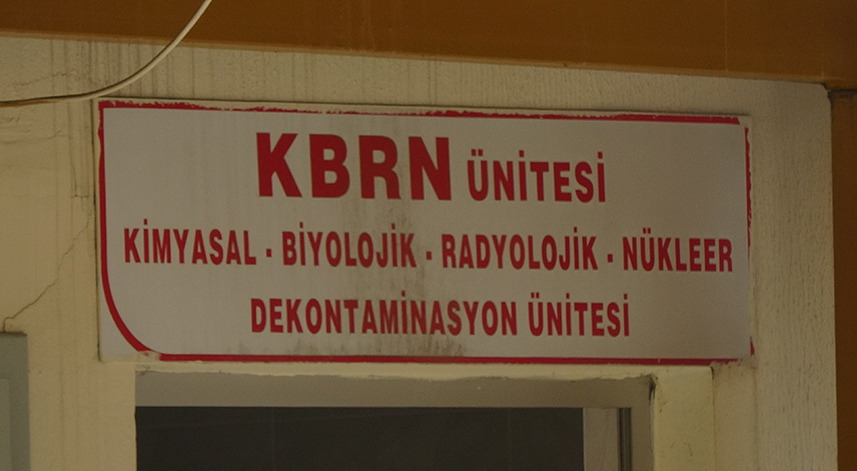 KBRN ÜNİTESİ
KİMYASAL - BİYOLOJİK - RADYOLOJİK - NÜKLEER
DEKONTAMİNASYON ÜNİTESİ